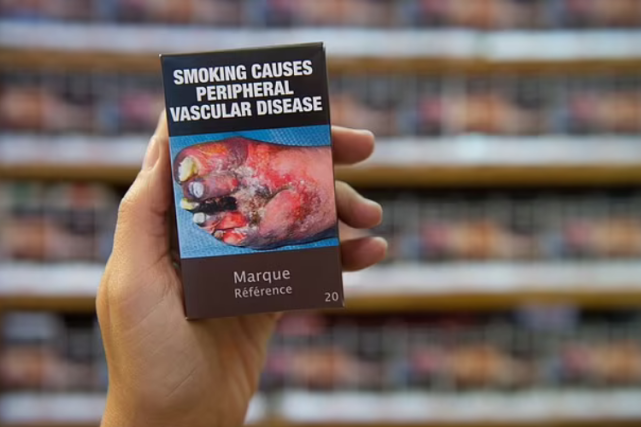 SMOKING CAUSES
PERIPHERAL
VASCULAR DISEASE
Marque
Référence
20